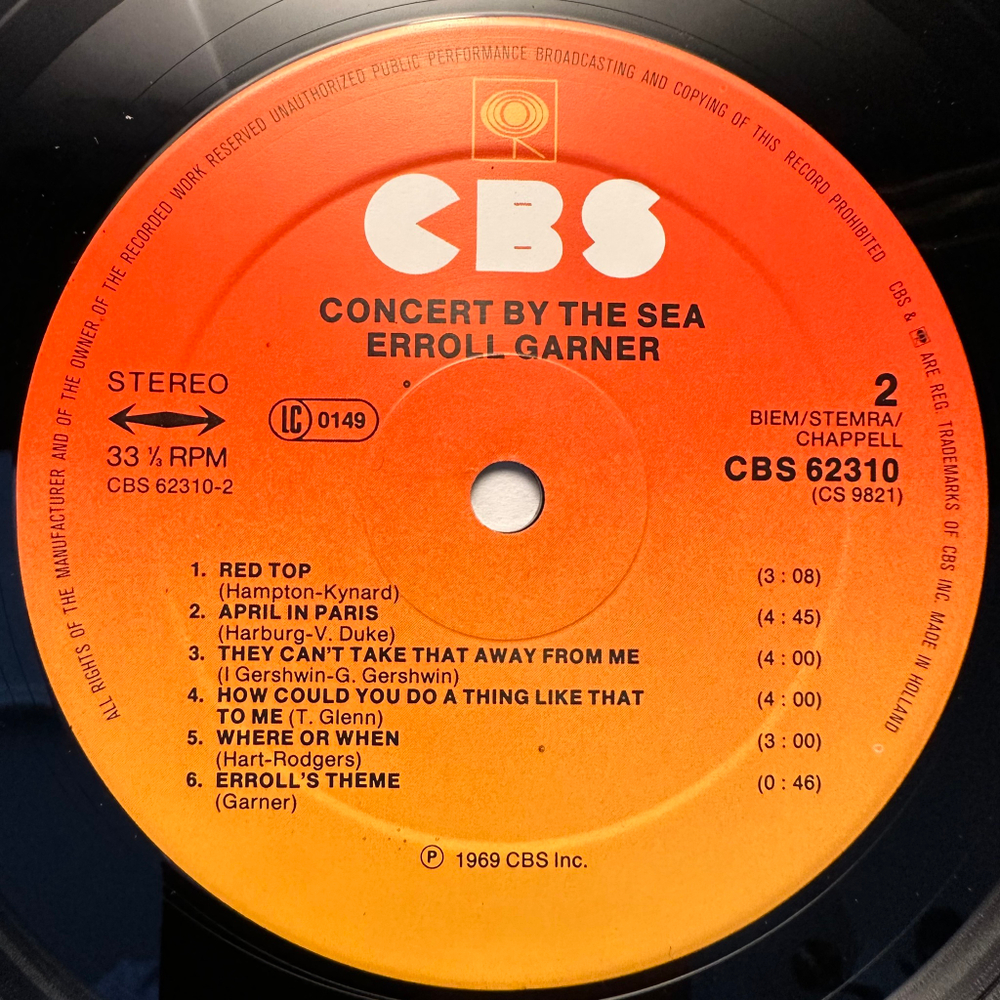 ALL RIGHTS OF THE MANUFACTURER AND OF THE OWNER OF THE RECORDED WORK RESERVED UNAUTHORIZED PUBLIC PERFORMANCE BROADCASTING AND COPYING OF THIS RECORD PROHIBITED CBS & ARE REG. TRADEMARKS OF CBS INC. MADE IN HOLLAND
CBS
CONCERT BY THE SEA
ERROLL GARNER
STEREO
LC 0149
33 ⅓ RPM
CBS 62310-2
2
BIEM/STEMRA/
CHAPPELL
CBS 62310
(CS 9821)
1. RED TOP (3 : 08)
(Hampton-Kynard)
2. APRIL IN PARIS (4 : 45)
(Harburg-V. Duke)
3. THEY CAN'T TAKE THAT AWAY FROM ME (4 : 00)
(I Gershwin-G. Gershwin)
4. HOW COULD YOU DO A THING LIKE THAT (4 : 00)
TO ME (T. Glenn)
5. WHERE OR WHEN (3 : 00)
(Hart-Rodgers)
6. ERROLL'S THEME (0 : 46)
(Garner)
Ⓟ 1969 CBS Inc.